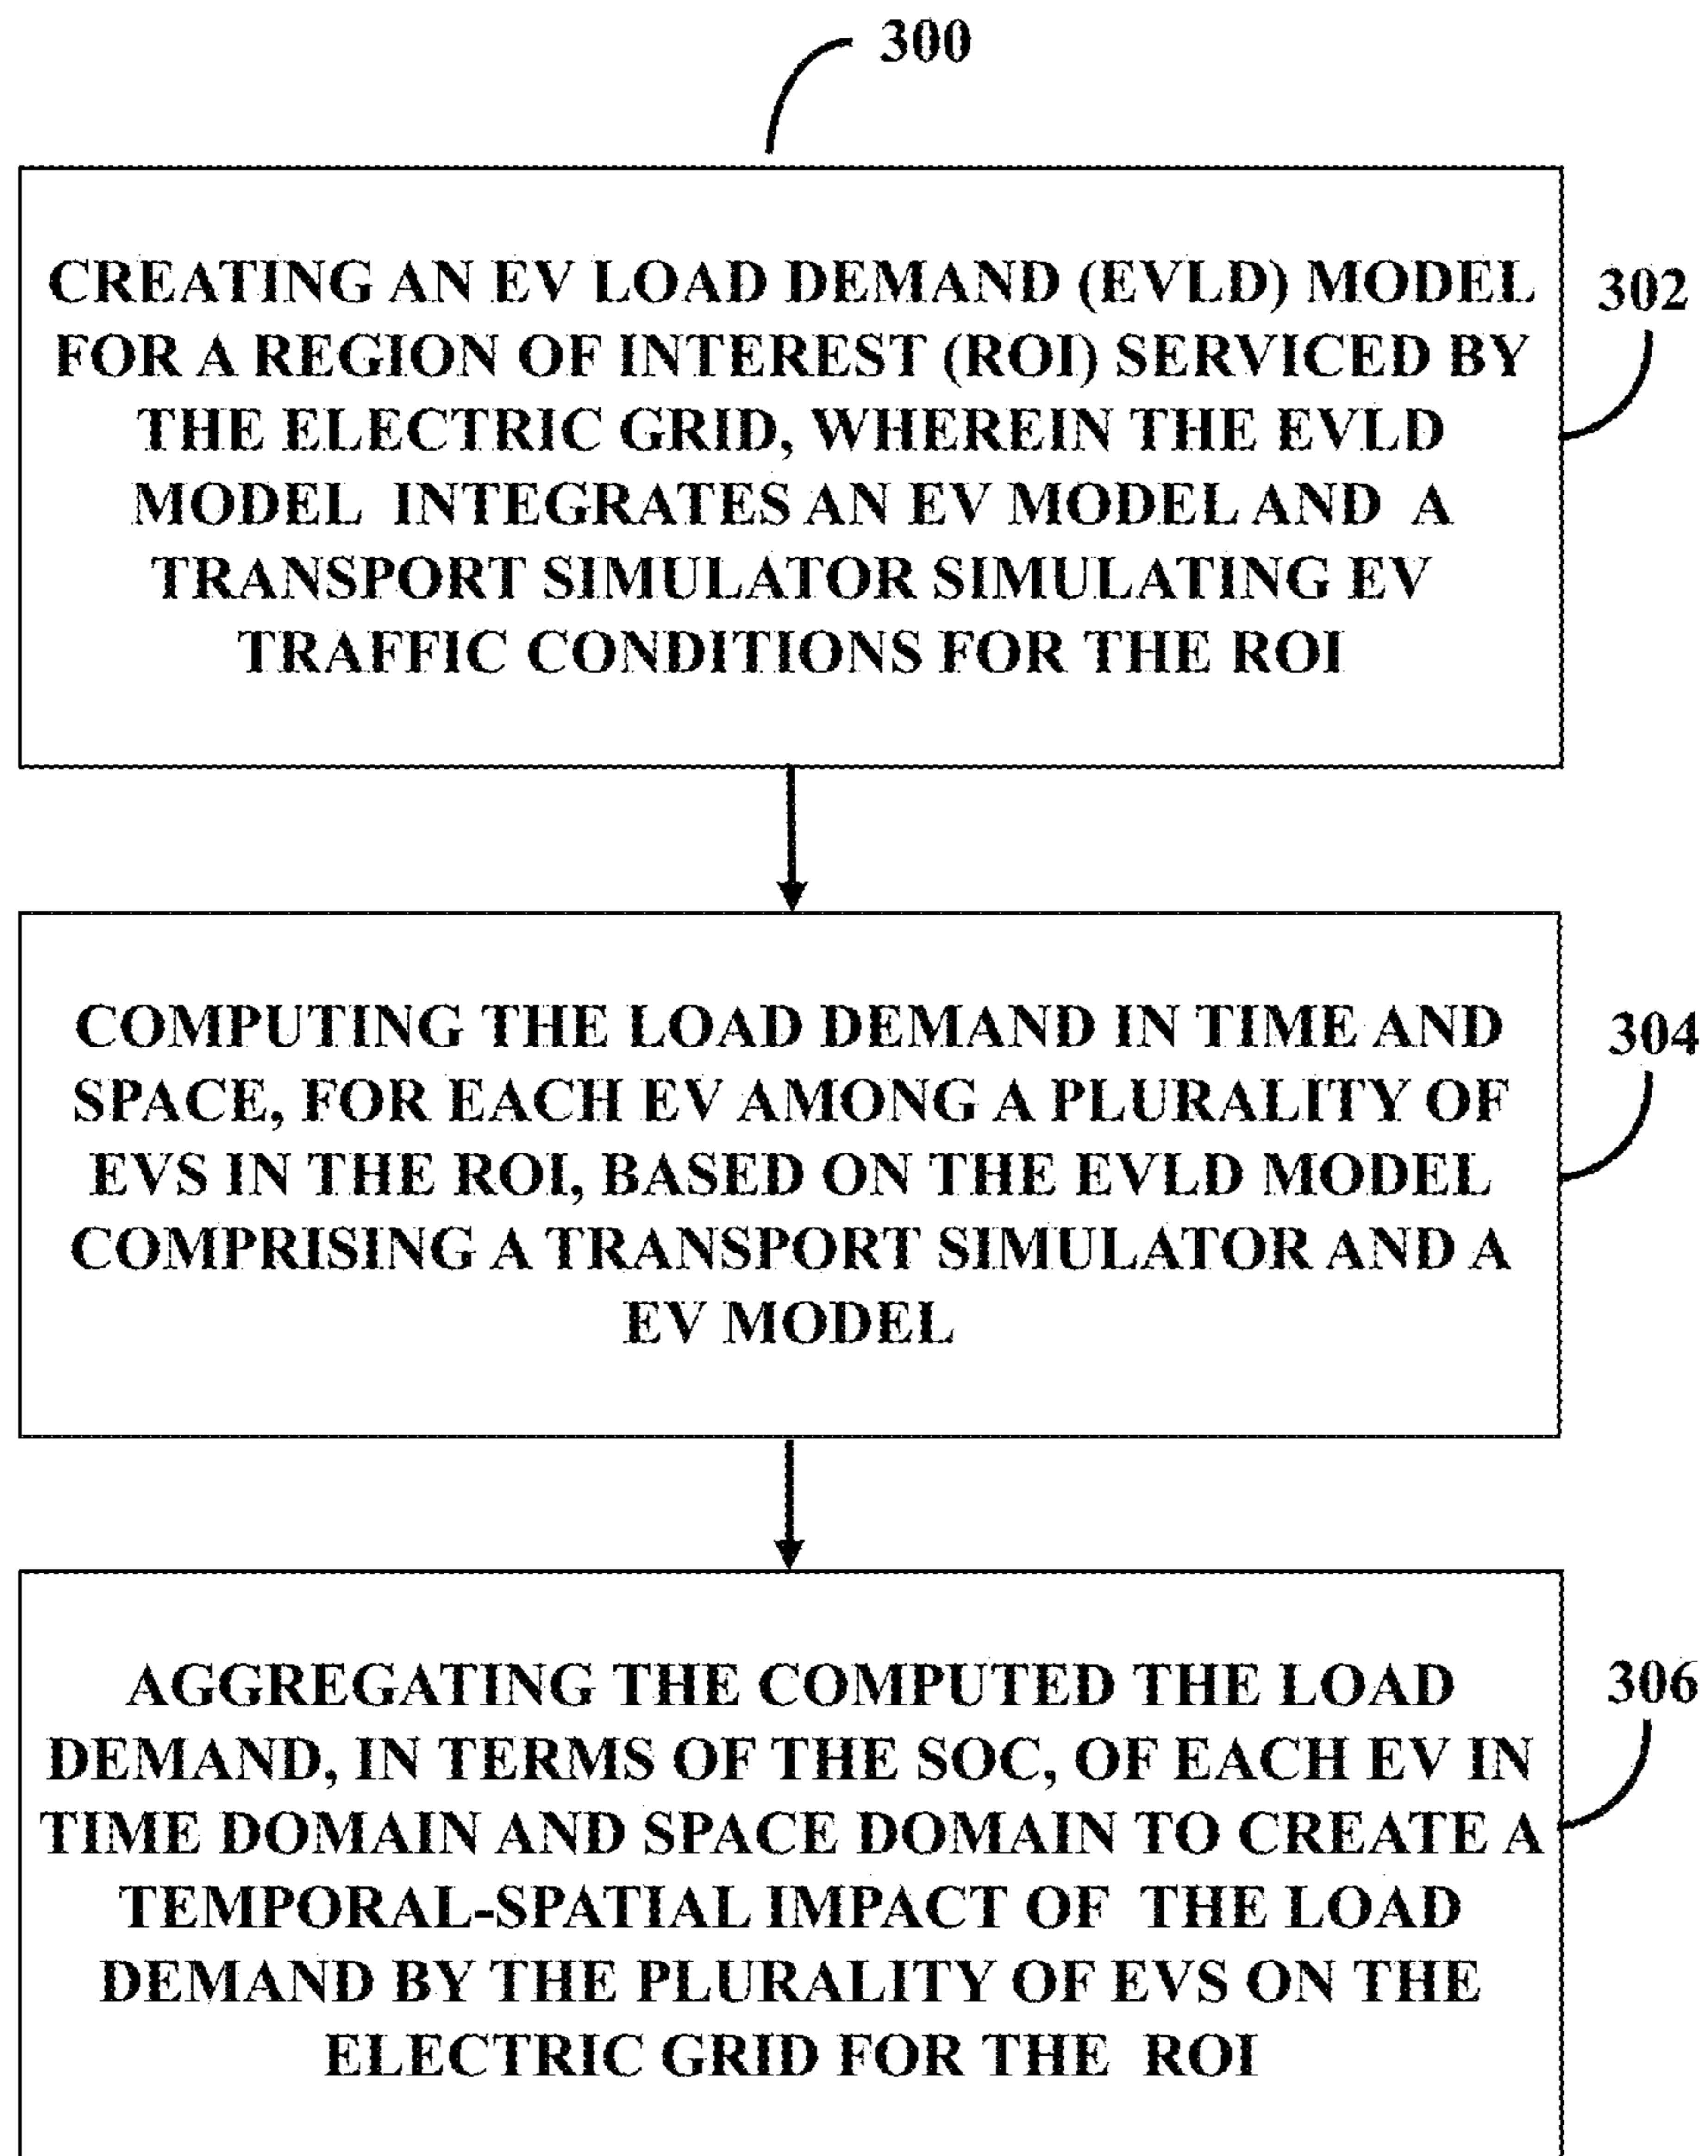 300
CREATING AN EV LOAD DEMAND (EVLD) MODEL
FOR A REGION OF INTEREST (ROI) SERVICED BY
THE ELECTRIC GRID, WHEREIN THE EVLD
MODEL INTEGRATES AN EV MODEL AND A
TRANSPORT SIMULATOR SIMULATING EV
TRAFFIC CONDITIONS FOR THE ROI
302
COMPUTING THE LOAD DEMAND IN TIME AND
SPACE, FOR EACH EV AMONG A PLURALITY OF
EVS IN THE ROI, BASED ON THE EVLD MODEL
COMPRISING A TRANSPORT SIMULATOR AND A
EV MODEL
304
AGGREGATING THE COMPUTED THE LOAD
DEMAND, IN TERMS OF THE SOC, OF EACH EV IN
TIME DOMAIN AND SPACE DOMAIN TO CREATE A
TEMPORAL-SPATIAL IMPACT OF THE LOAD
DEMAND BY THE PLURALITY OF EVS ON THE
ELECTRIC GRID FOR THE ROI
306